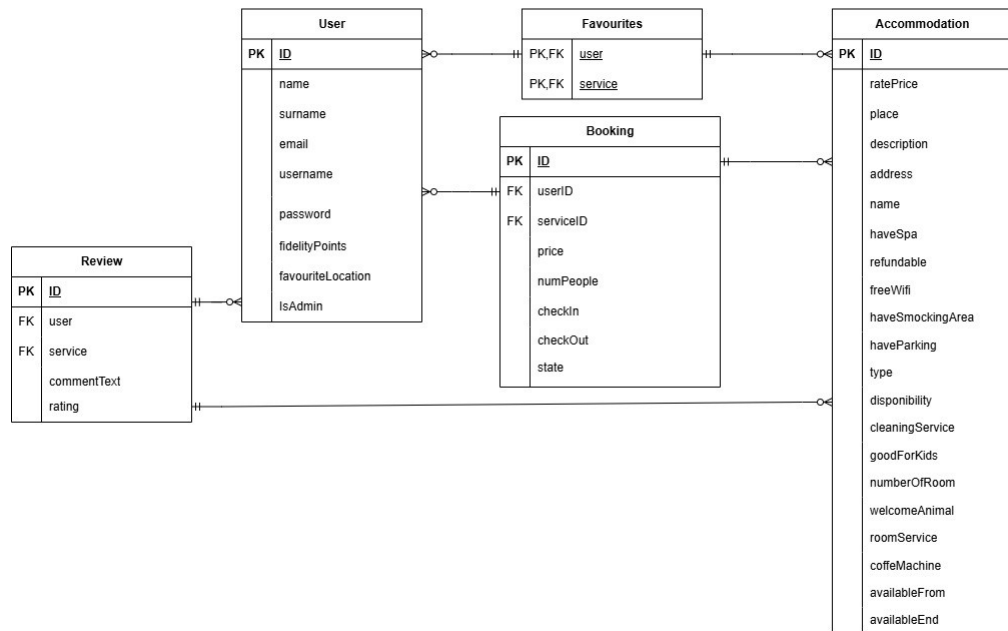 User
PK ID
name
surname
email
username
password
fidelityPoints
favouriteLocation
IsAdmin
Favourites
PK,FK user
PK,FK service
Booking
PK ID
FK userID
FK serviceID
price
numPeople
checkIn
checkOut
state
Accommodation
PK ID
ratePrice
place
description
address
name
haveSpa
refundable
freeWifi
haveSmockingArea
haveParking
type
disponibility
cleaningService
goodForKids
numberOfRoom
welcomeAnimal
roomService
coffeMachine
availableFrom
availableEnd
Review
PK ID
FK user
FK service
commentText
rating